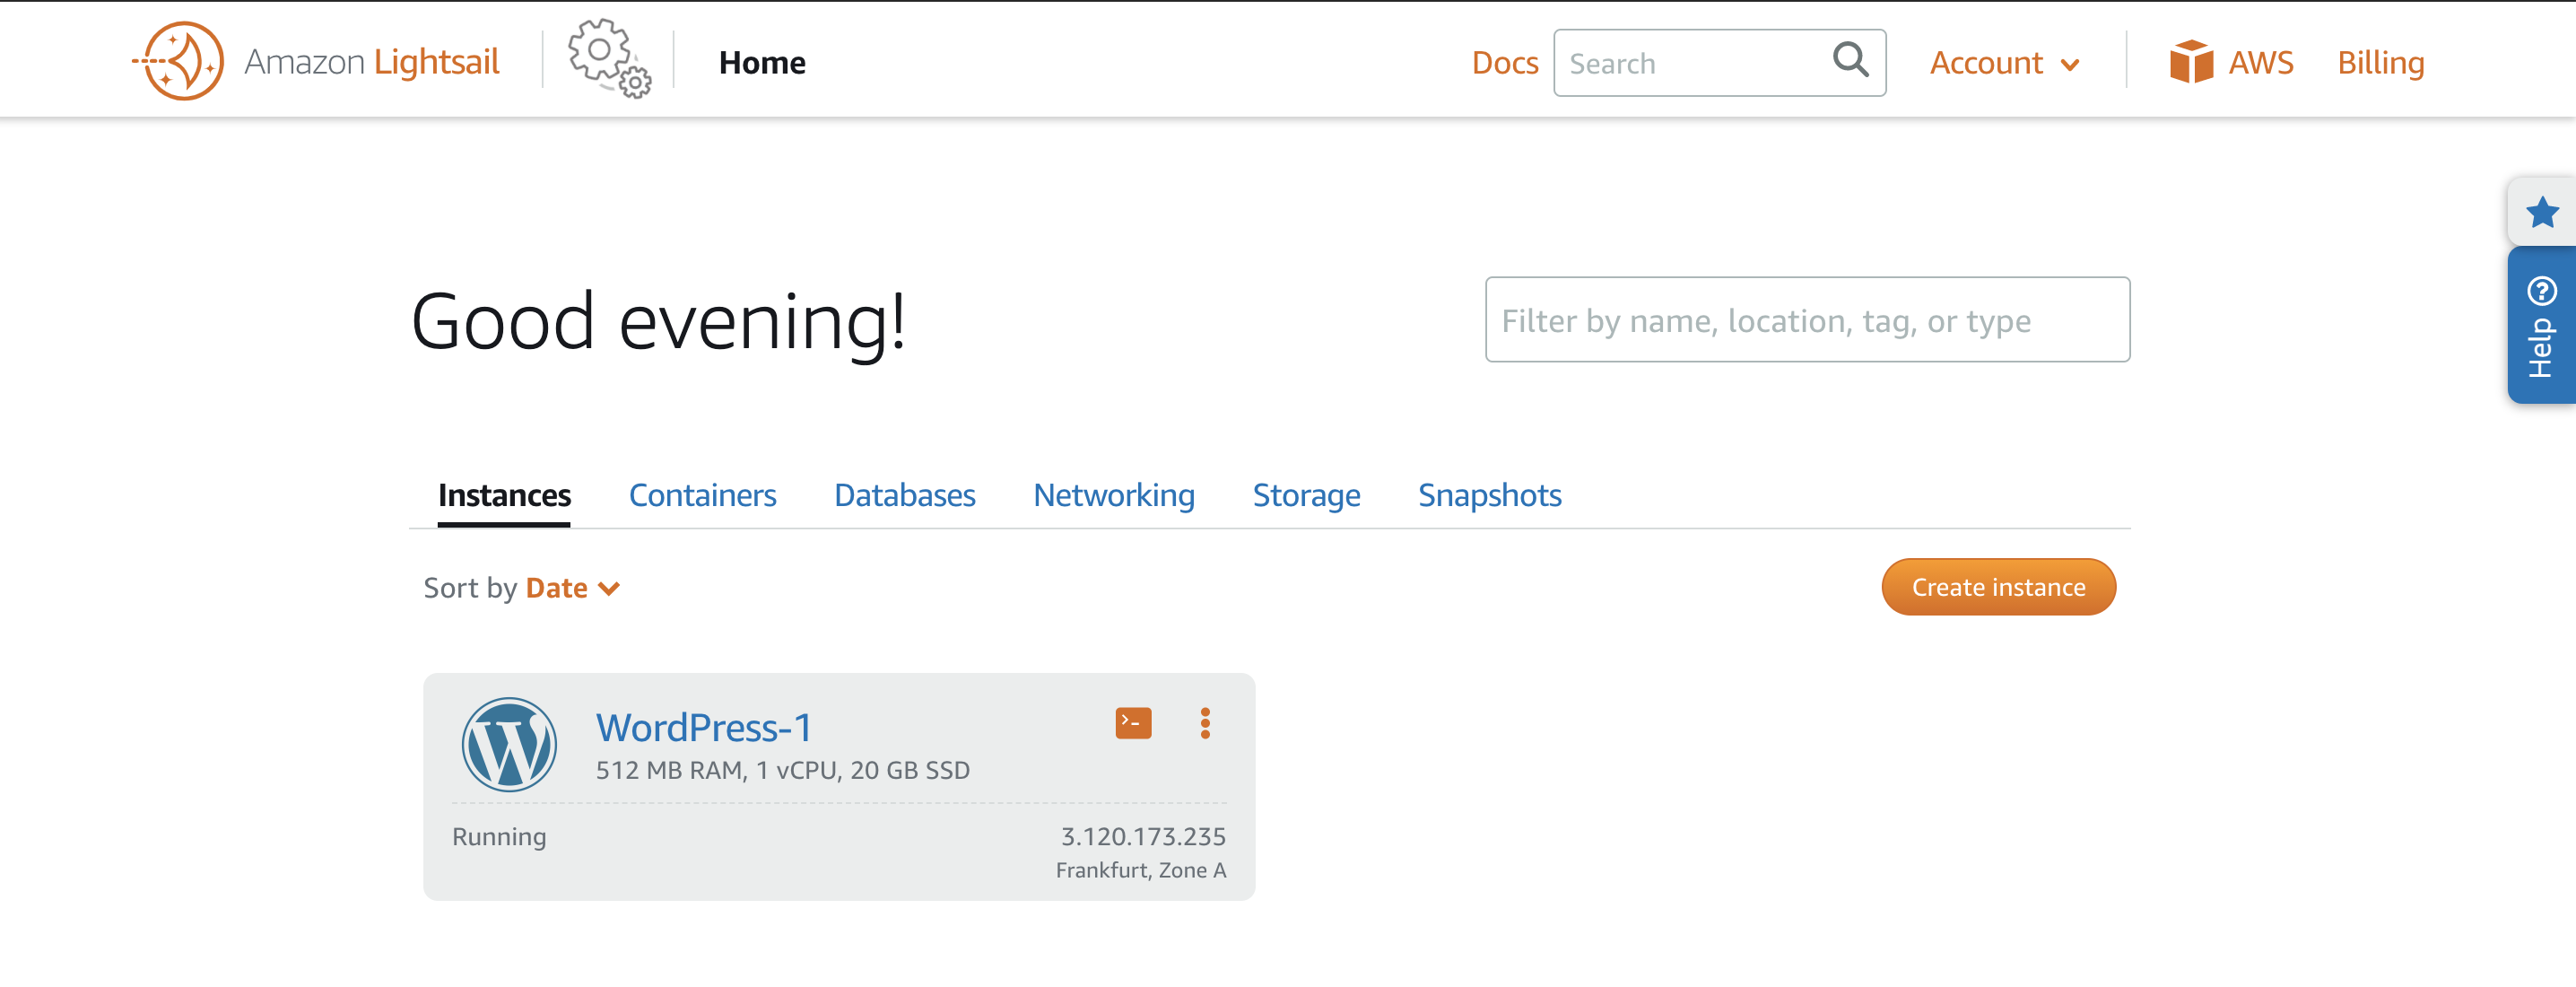 Amazon Lightsail
Home
Docs
Search
Account
AWS
Billing
Help
Good evening!
Filter by name, location, tag, or type
Instances
Containers
Databases
Networking
Storage
Snapshots
Sort by Date
Create instance
WordPress-1
512 MB RAM, 1 vCPU, 20 GB SSD
Running
3.120.173.235
Frankfurt, Zone A